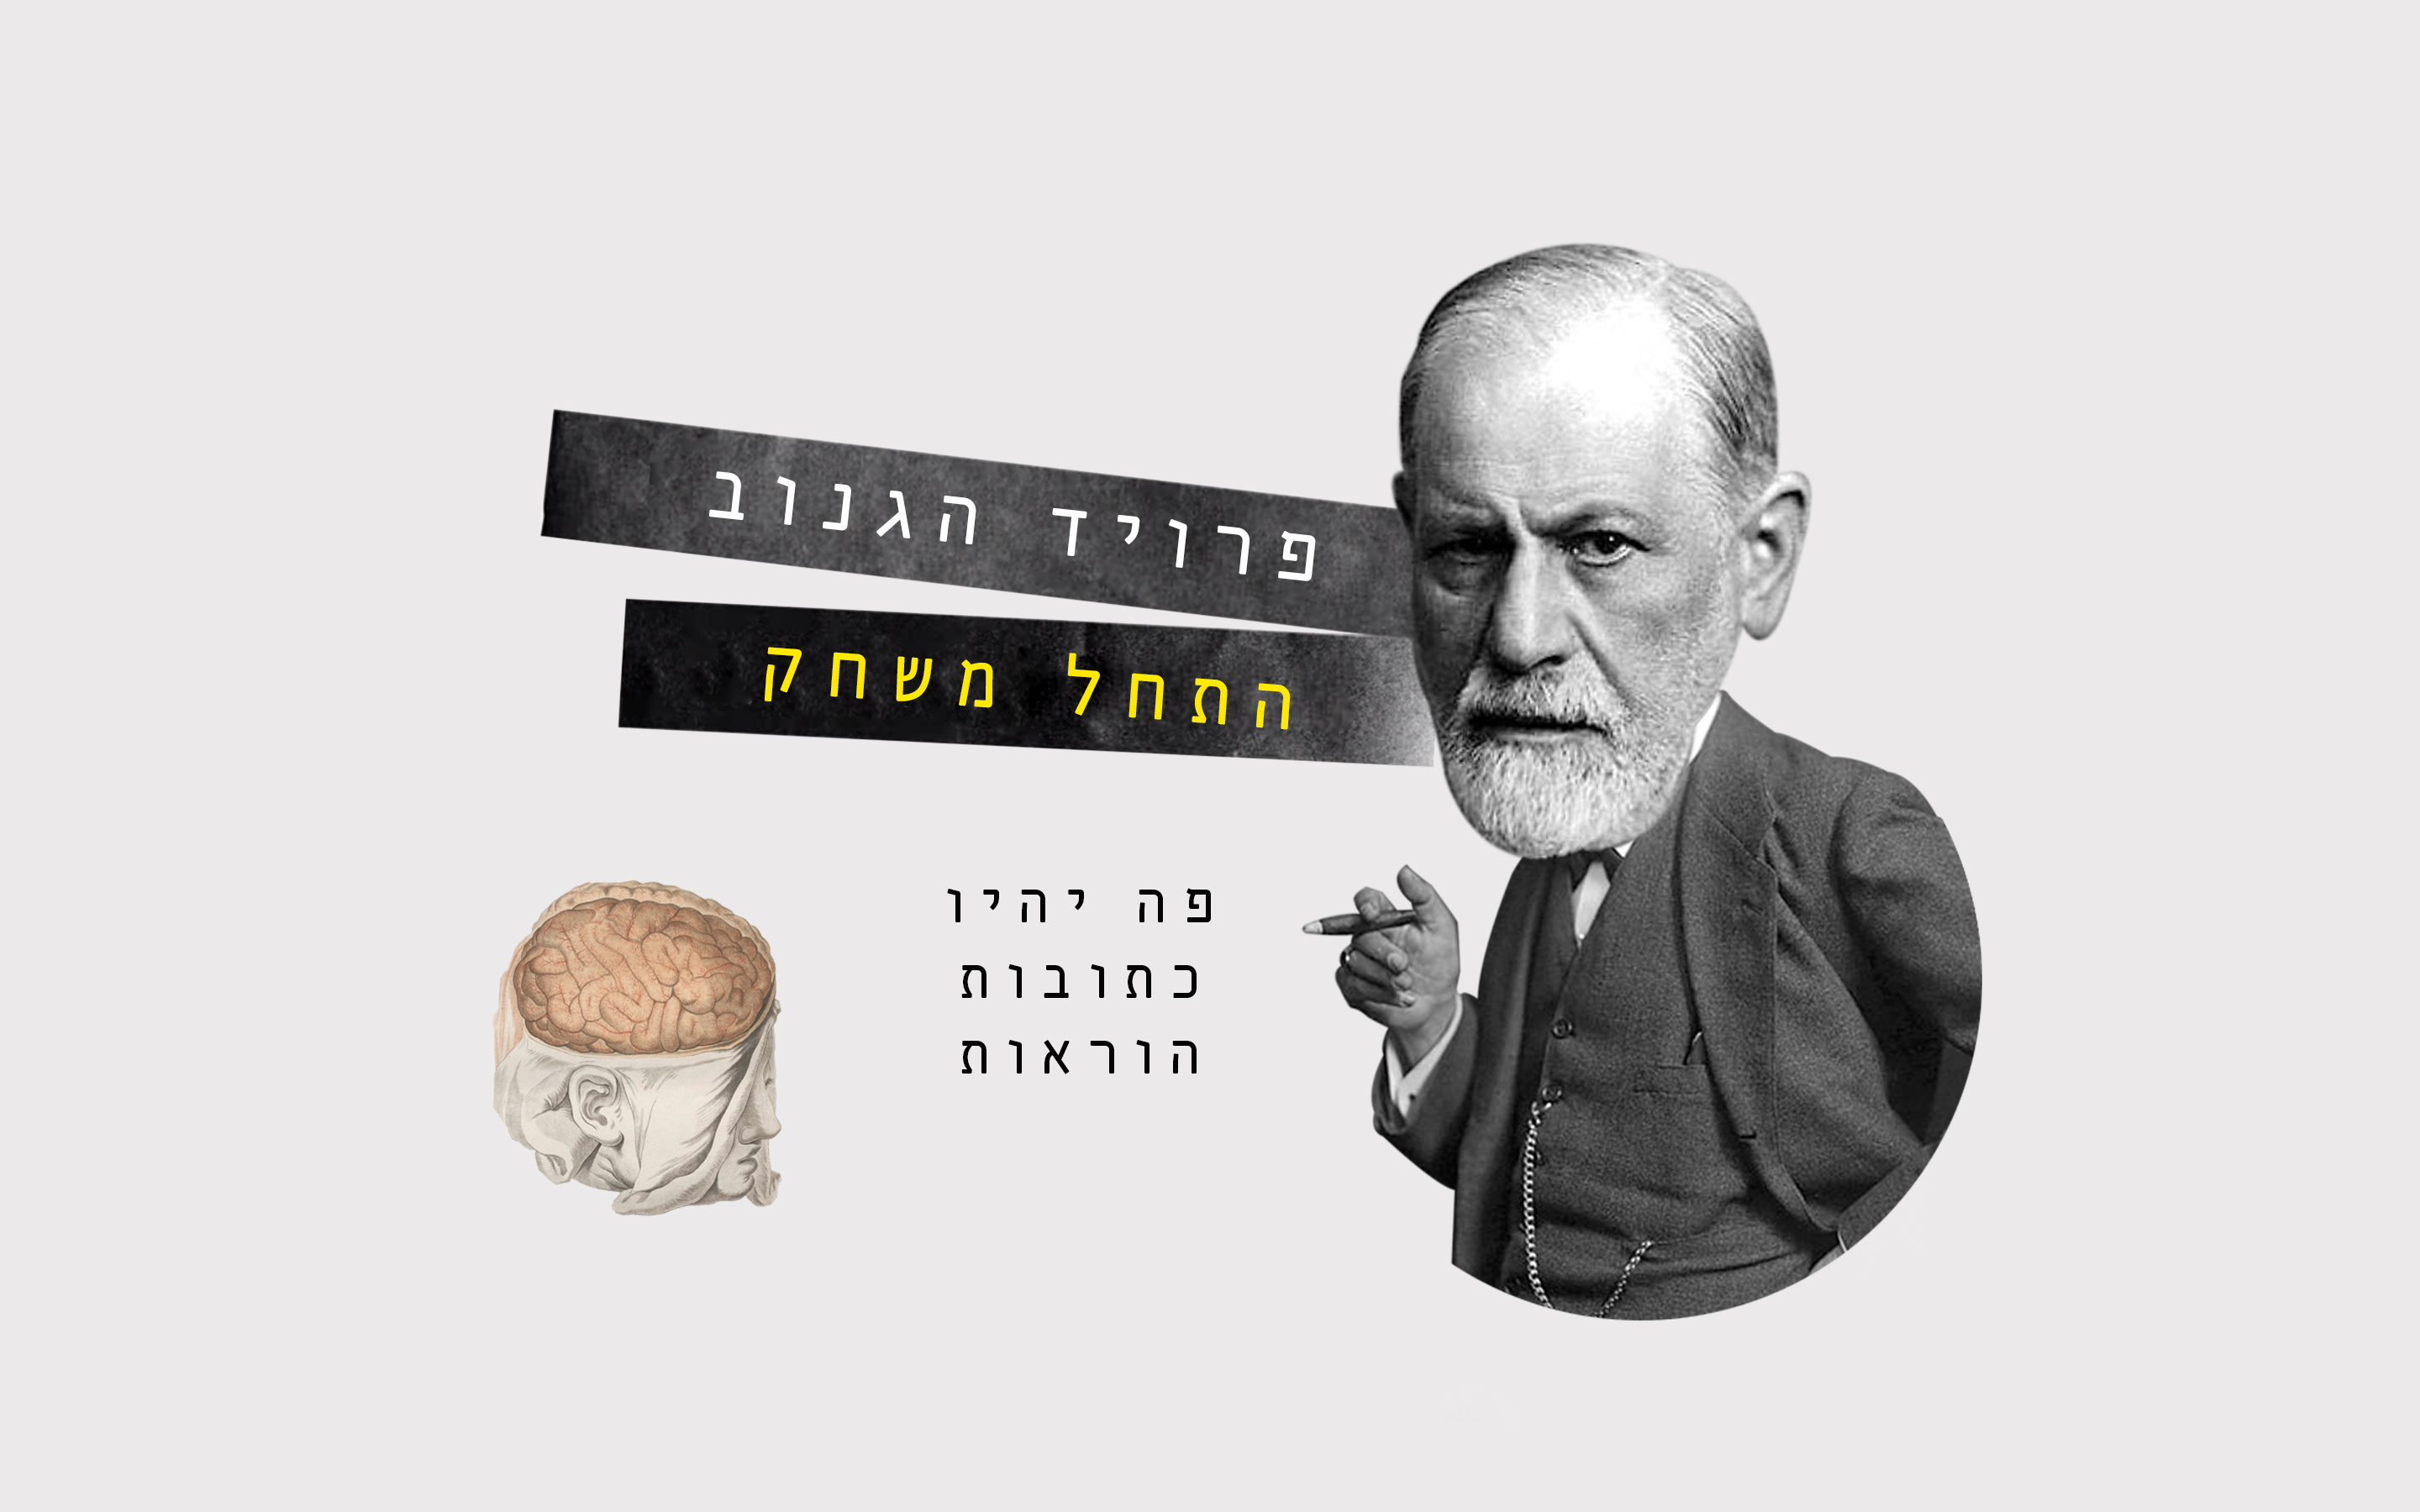 פרויד הגנוב
התחל משחק
פה יהיו
כתובות
הוראות